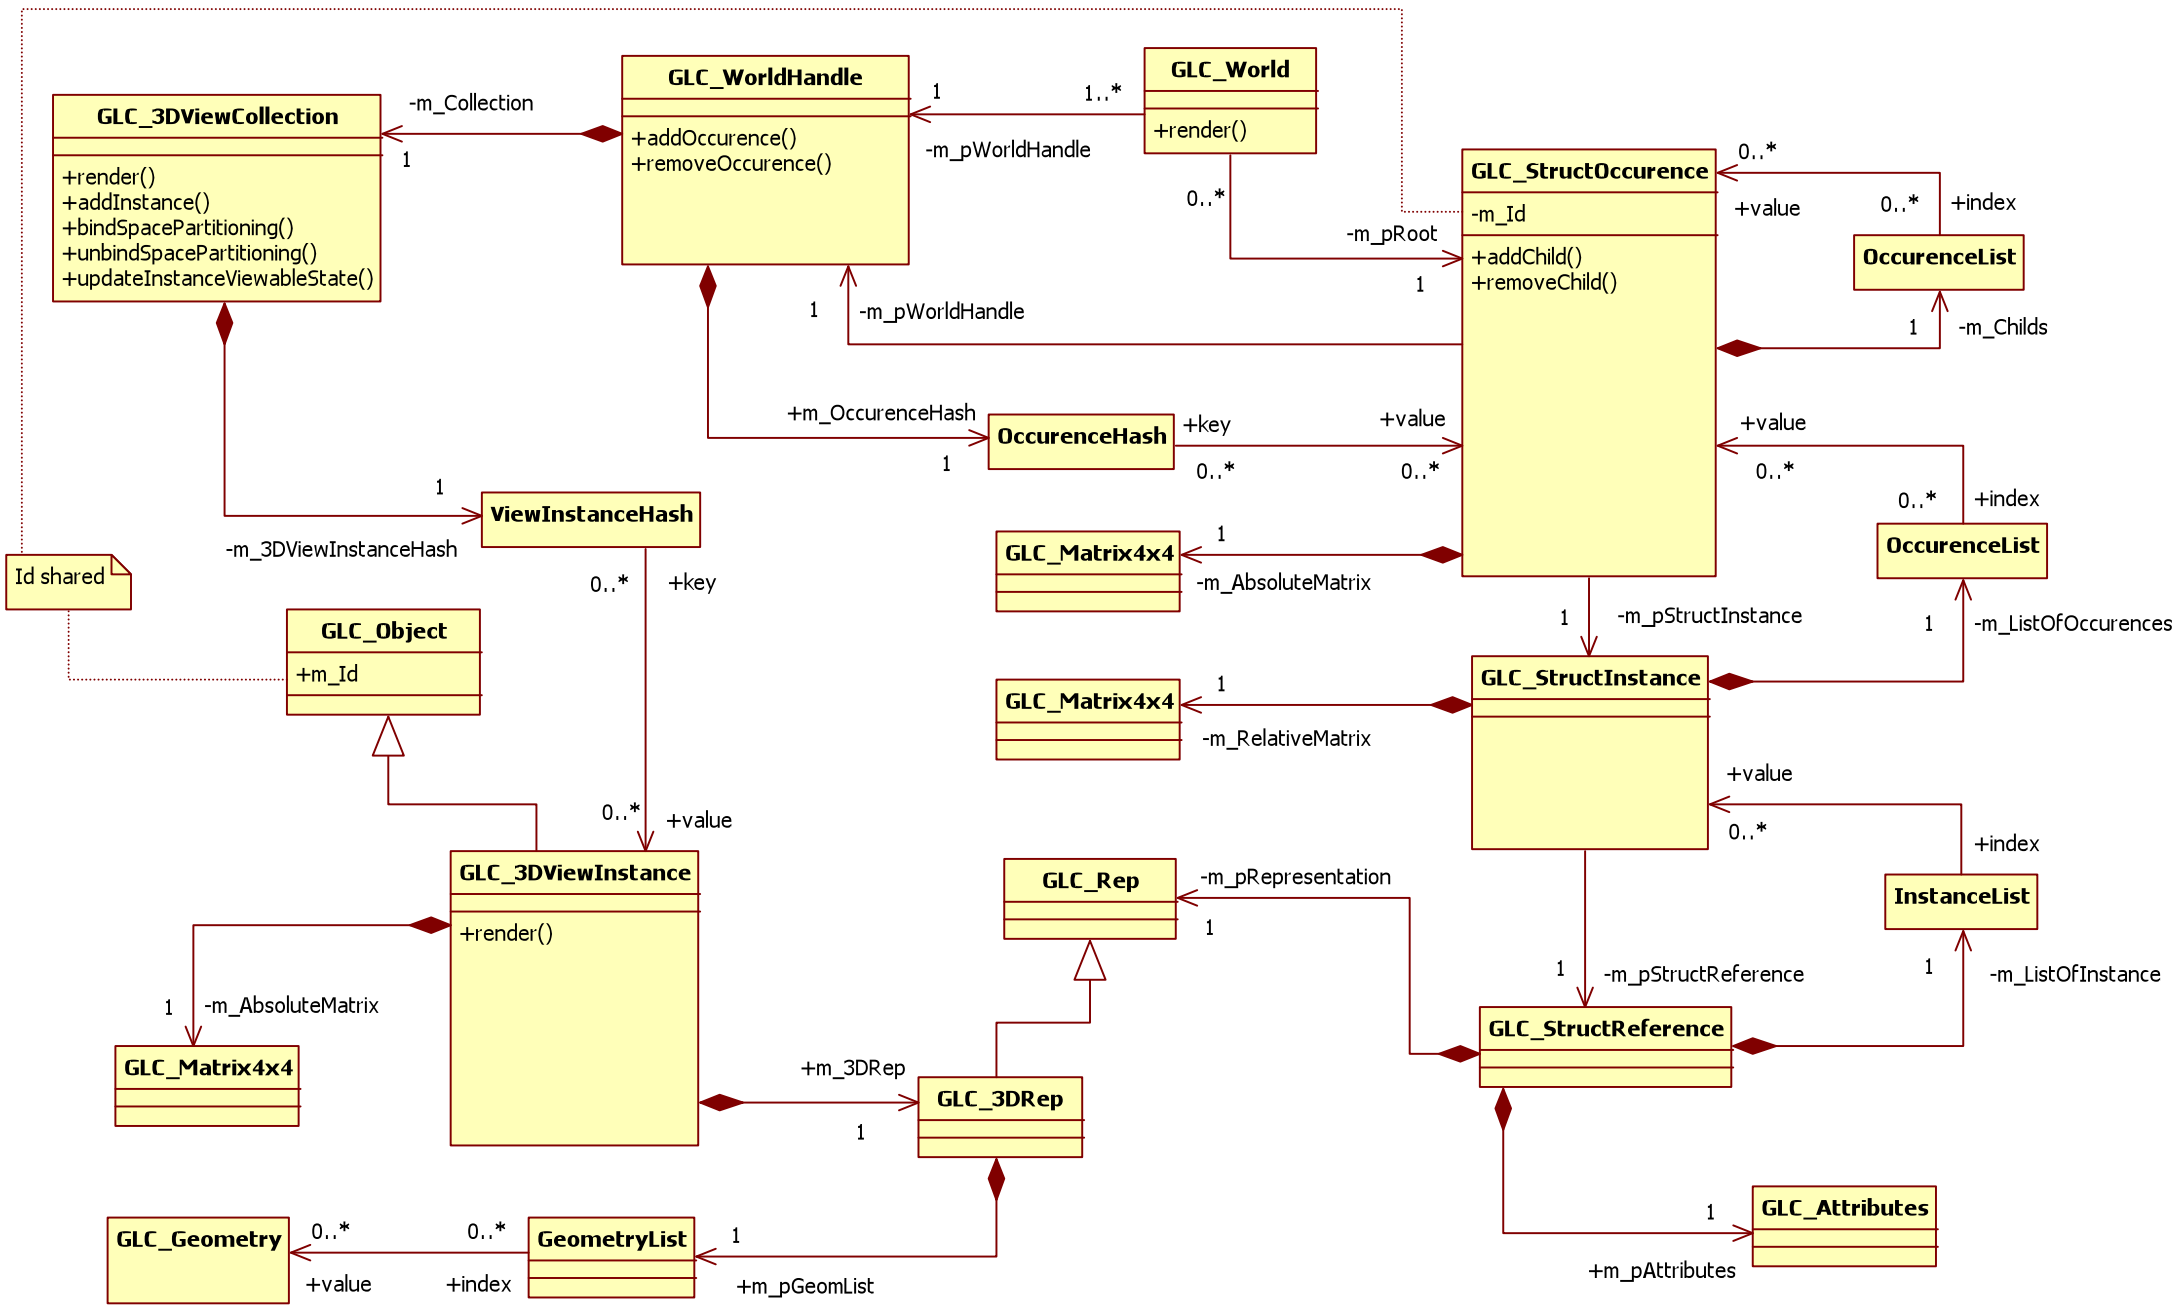 GLC_3DViewCollection
+render()
+addInstance()
+bindSpacePartitioning()
+unbindSpacePartitioning()
+updateInstanceViewableState()
-m_Collection
1
GLC_WorldHandle
+addOccurence()
+removeOccurence()
1
1..*
-m_pWorldHandle
GLC_World
+render()
0..*
-m_pRoot
1
GLC_StructOccurence
-m_Id
+addChild()
+removeChild()
0..*
+value
0..*
+index
OccurenceList
1
-m_Childs
1
-m_pWorldHandle
+m_OccurenceHash
1
OccurenceHash
+key
0..*
+value
0..*
+value
0..*
0..*
+index
OccurenceList
1
-m_ListOfOccurences
1
-m_3DViewInstanceHash
ViewInstanceHash
0..*
+key
0..*
+value
Id shared
GLC_Object
+m_Id
GLC_Matrix4x4
1
-m_AbsoluteMatrix
1
-m_pStructInstance
GLC_Matrix4x4
1
-m_RelativeMatrix
GLC_StructInstance
+value
0..*
+index
InstanceList
1
-m_ListOfInstance
GLC_3DViewInstance
+render()
1
-m_AbsoluteMatrix
GLC_Matrix4x4
GLC_Rep
-m_pRepresentation
1
1
-m_pStructReference
GLC_StructReference
+m_3DRep
1
GLC_3DRep
GLC_Geometry
0..*
+value
0..*
+index
GeometryList
1
+m_pGeomList
1
+m_pAttributes
GLC_Attributes